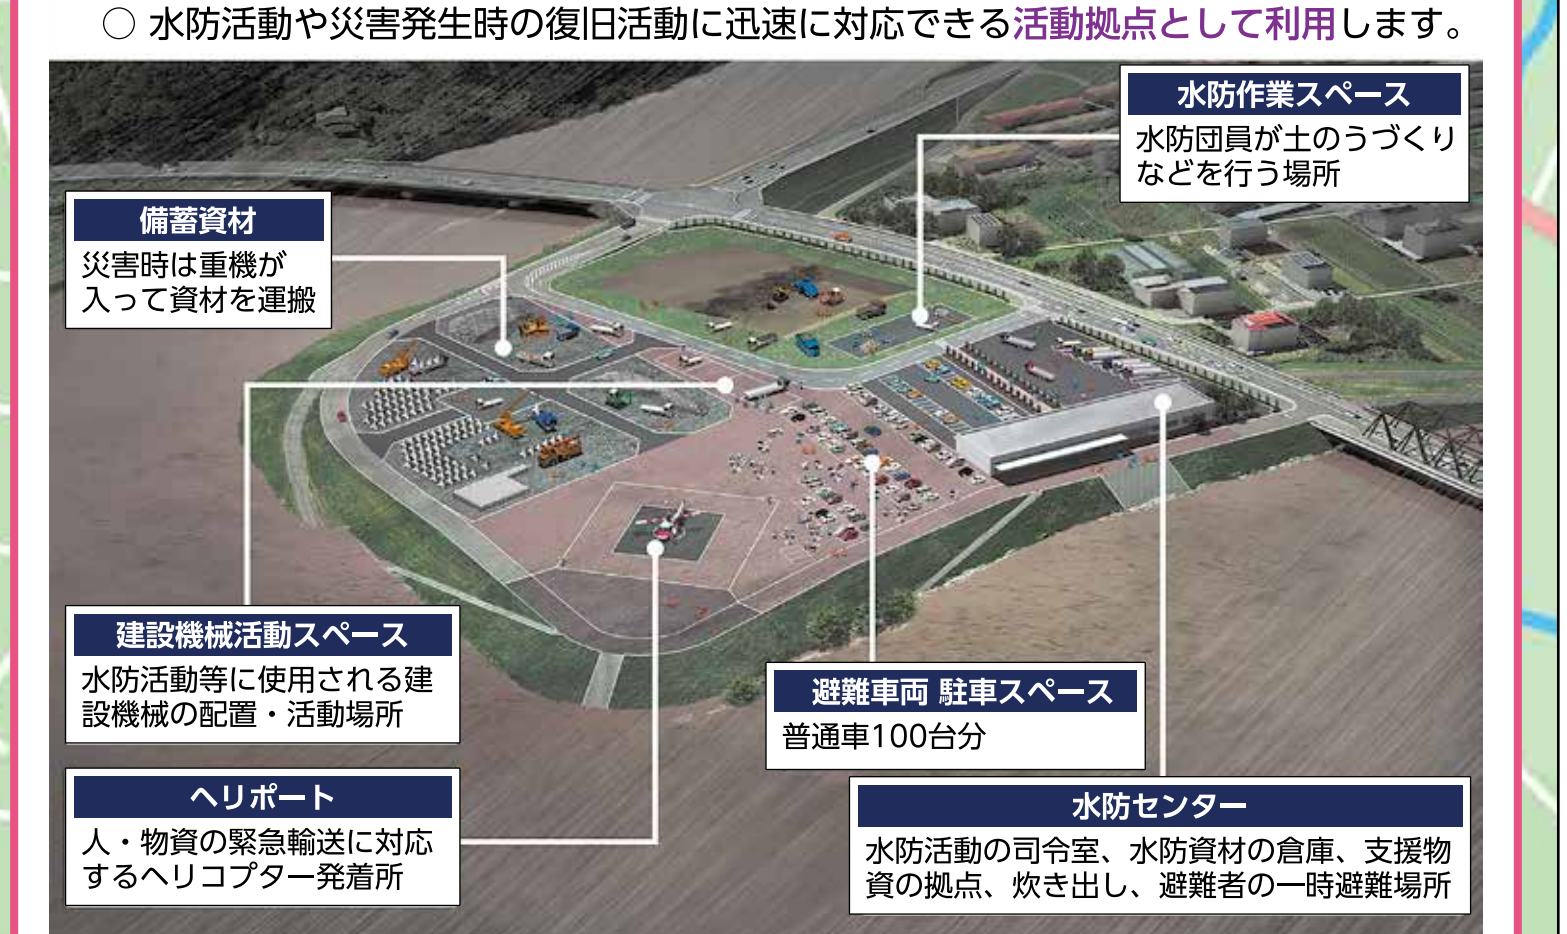 ○ 水防活動や災害発生時の復旧活動に迅速に対応できる活動拠点として利用します。
水防作業スペース
水防団員が土のうづくり
などを行う場所
備蓄資材
災害時は重機が
入って資材を運搬
建設機械活動スペース
水防活動等に使用される建
設機械の配置・活動場所
避難車両 駐車スペース
普通車100台分
ヘリポート
人・物資の緊急輸送に対応
するヘリコプター発着所
水防センター
水防活動の司令室、水防資材の倉庫、支援物
資の拠点、炊き出し、避難者の一時避難場所